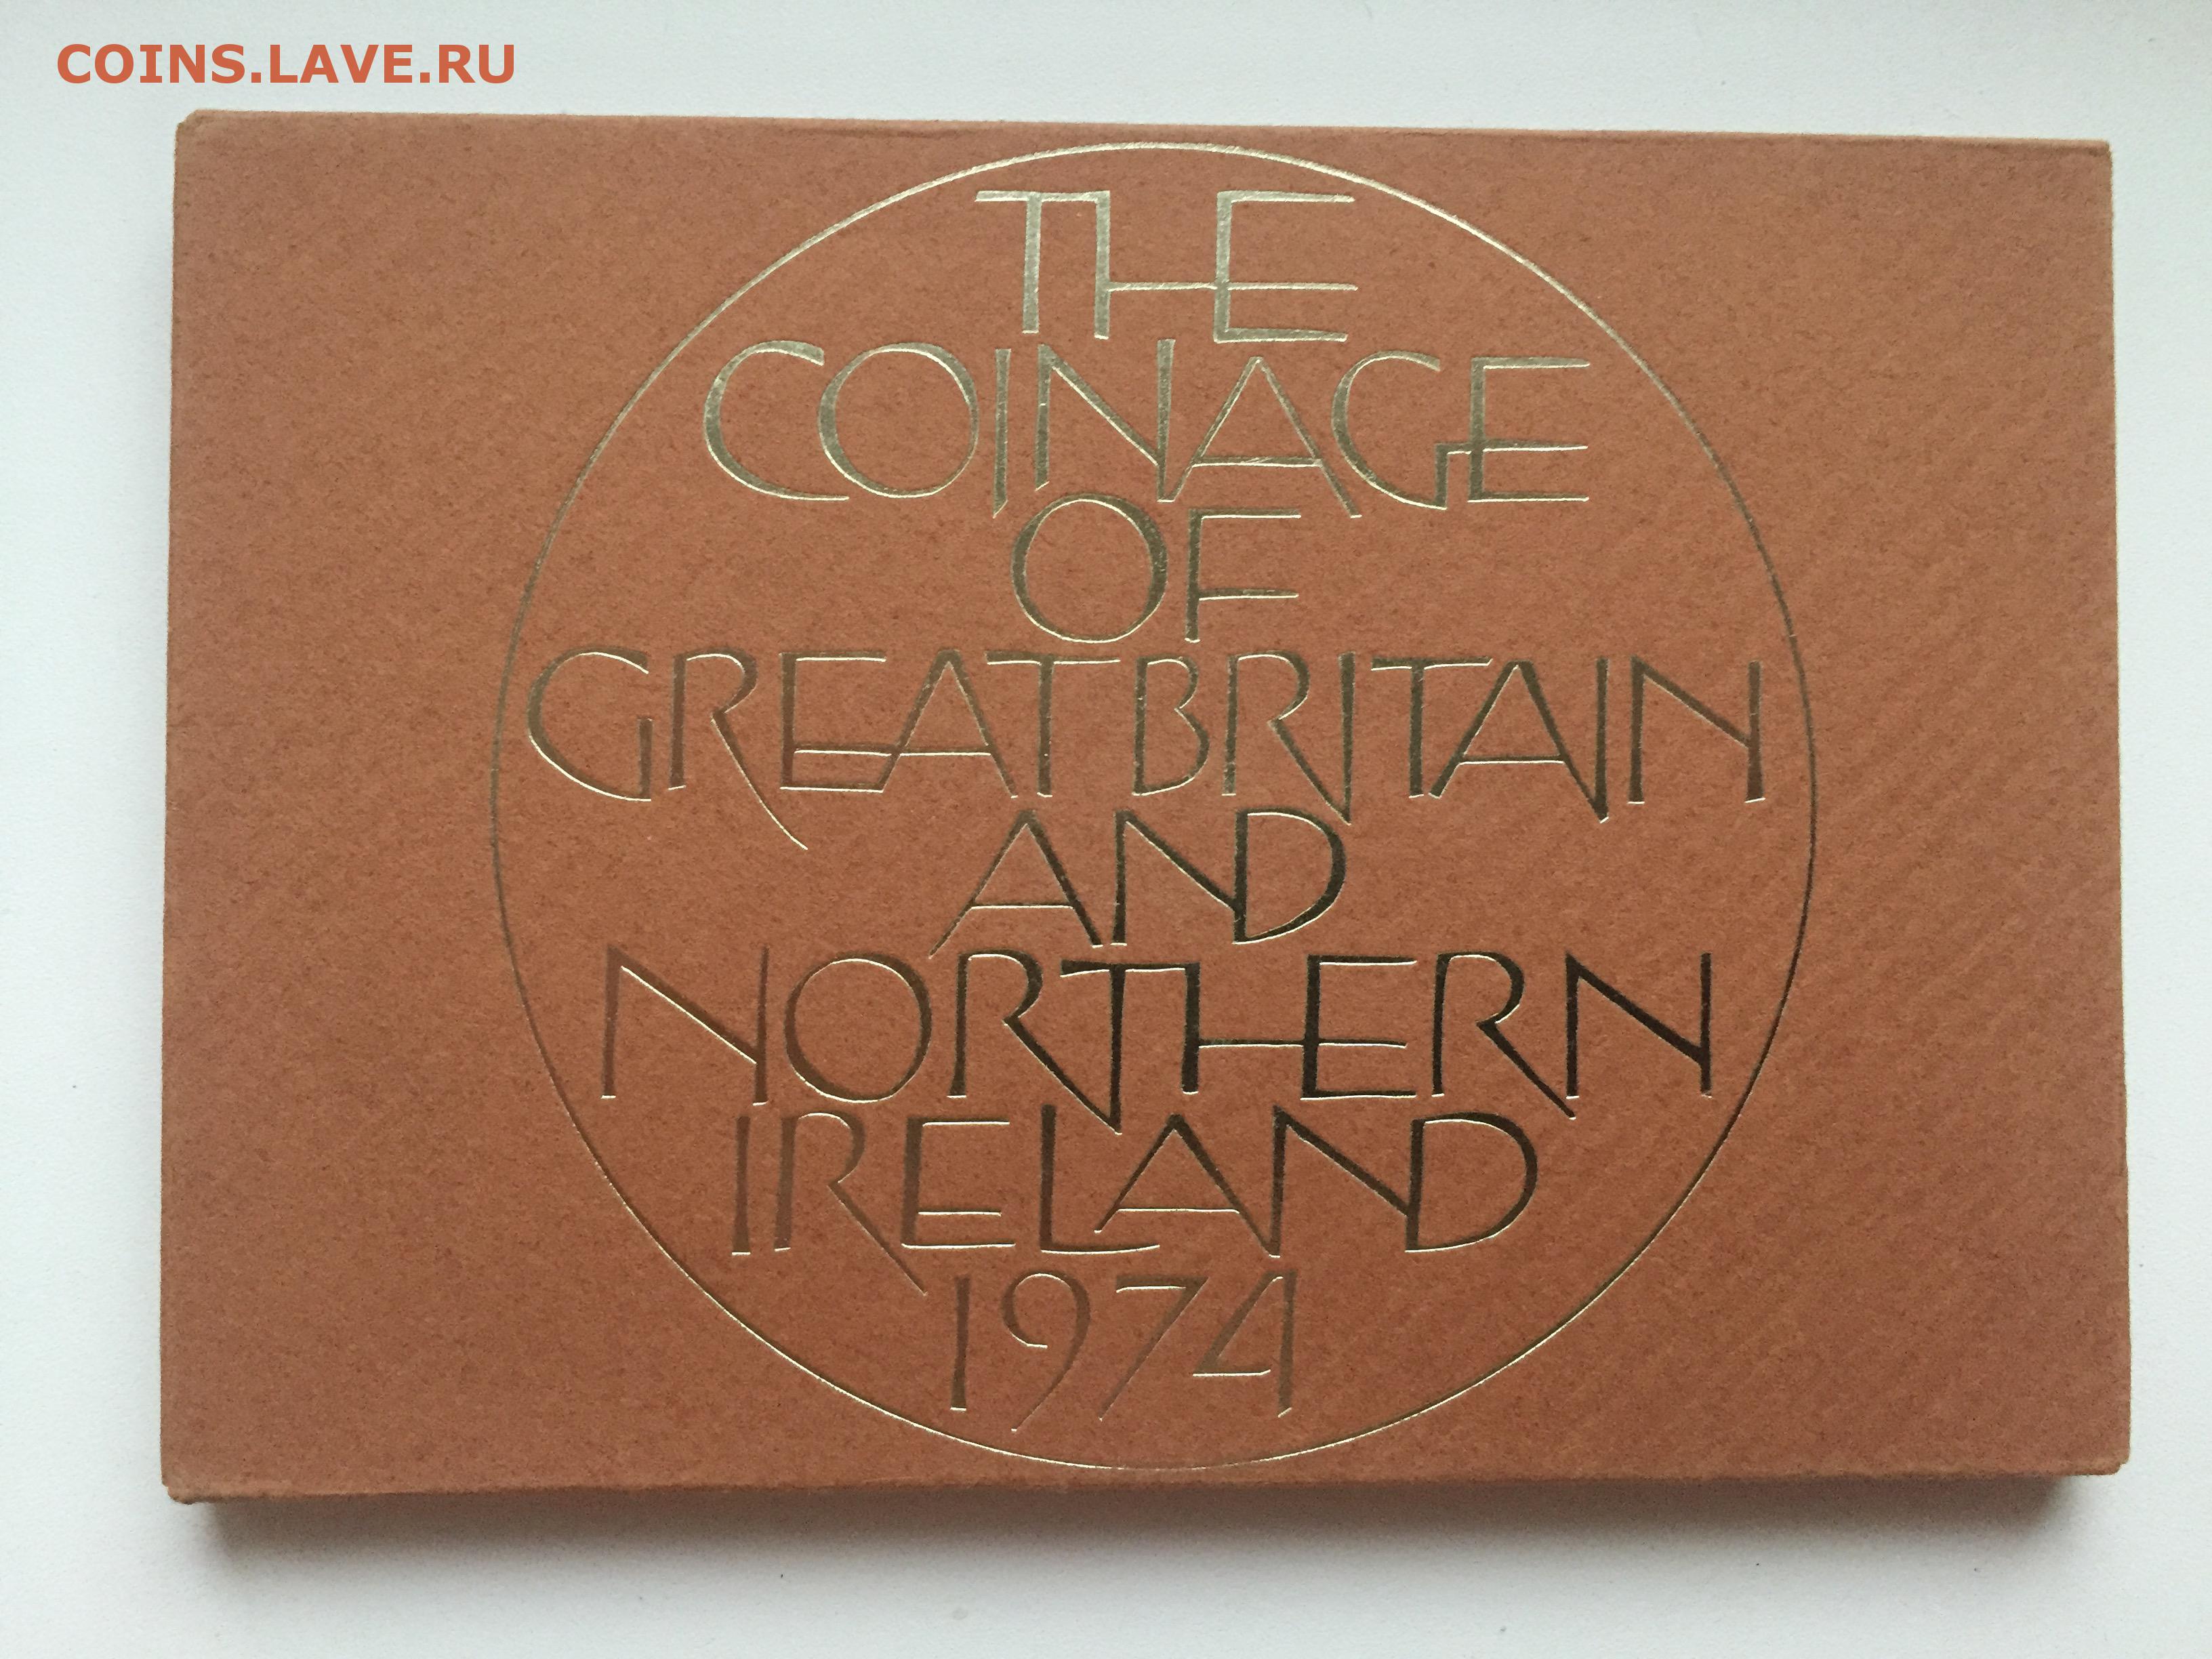 COINS.LAVE.RU
THE
COINAGE
OF
GREAT BRITAIN
AND
NORTHERN
IRELAND
1974